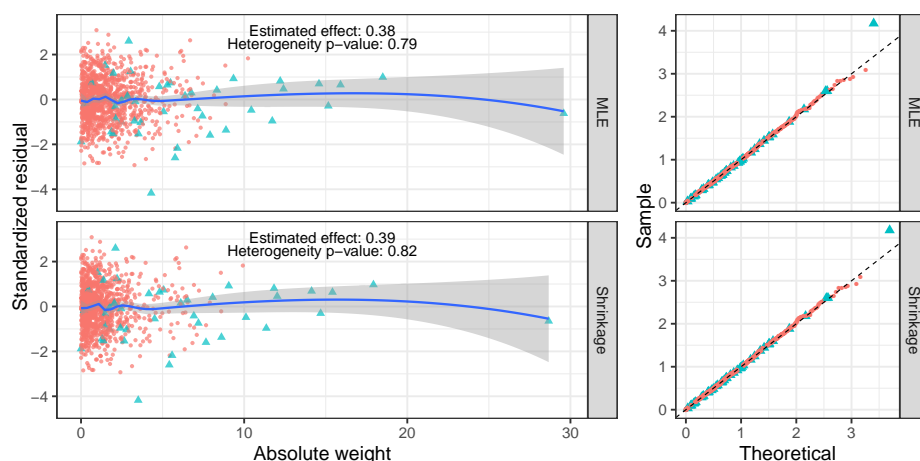 Estimated effect: 0.38
Heterogeneity p-value: 0.79
2
0
−2
−4
MLE
Estimated effect: 0.39
Heterogeneity p-value: 0.82
2
0
−2
−4
Shrinkage
0
10
20
30
Absolute weight
Standardized residual
4
3
2
1
0
MLE
4
3
2
1
0
Shrinkage
0
1
2
3
Theoretical
Sample